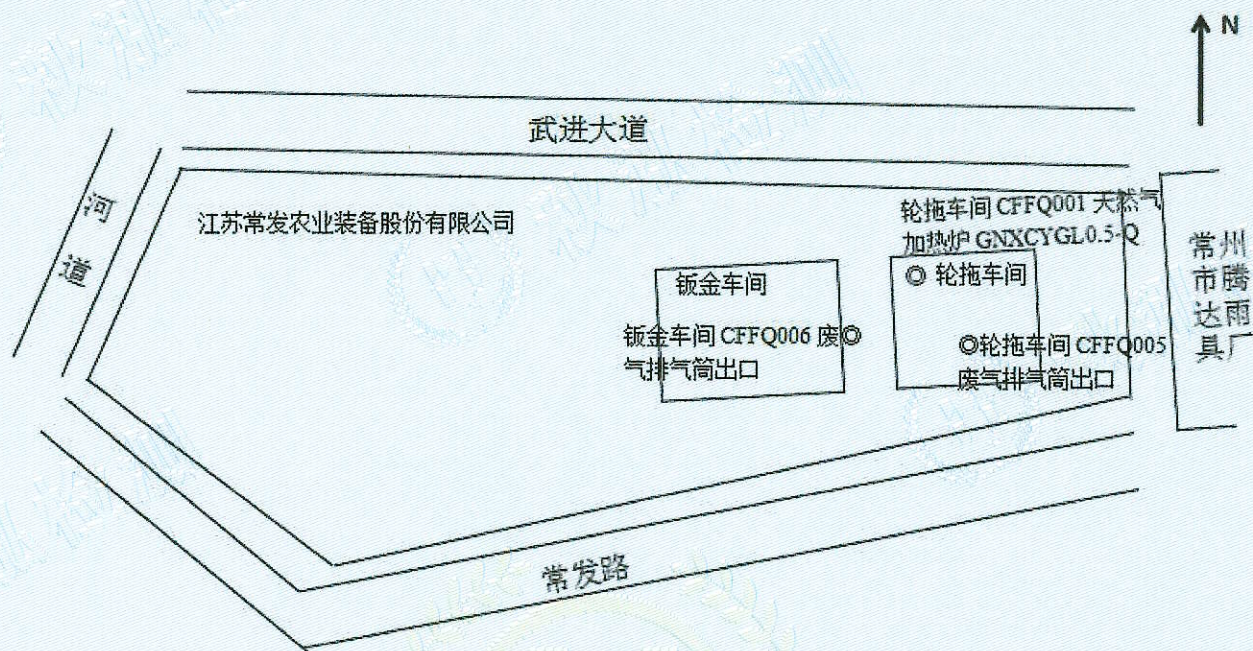 N
武进大道
河
道
江苏常发农业装备股份有限公司
轮拖车间 CFFQ001 天然气
加热炉 GNXCYGL0.5-Q
◎ 轮拖车间
钣金车间
钣金车间 CFFQ006 废◎
气排气筒出口
◎轮拖车间 CFFQ005
废气排气筒出口
常州
市腾
达雨
具厂
常发路